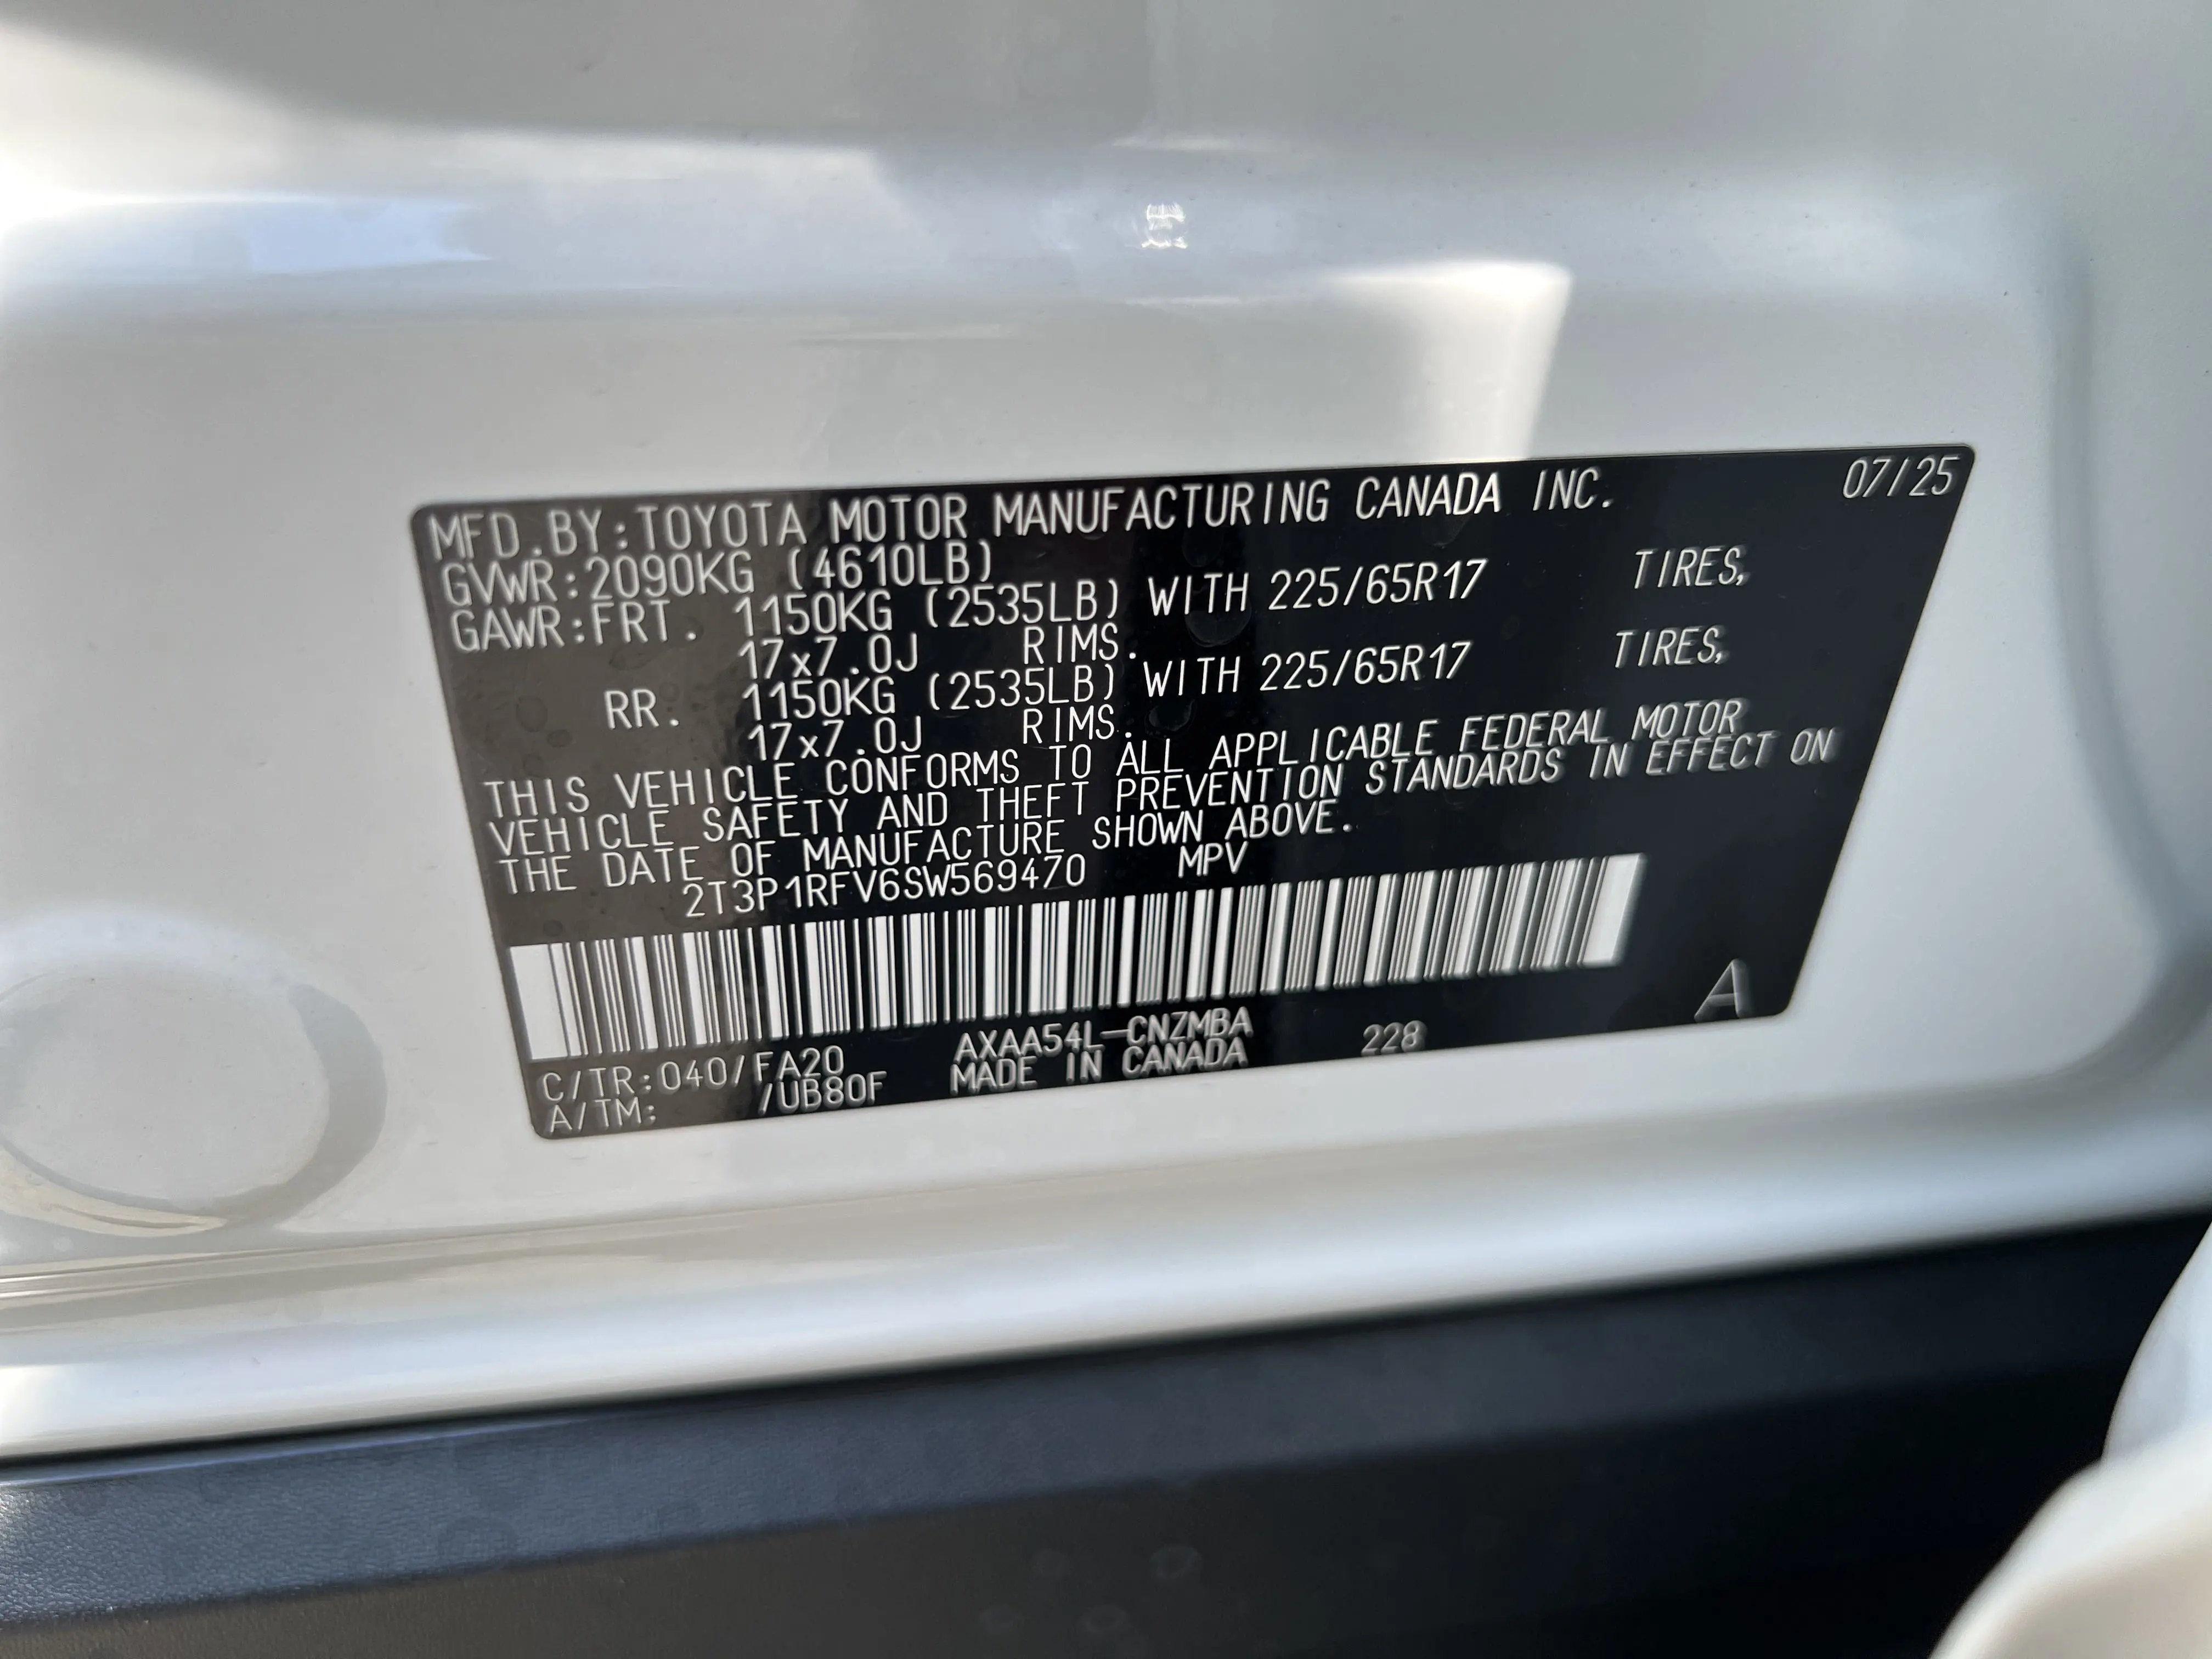 MFD.BY:TOYOTA MOTOR MANUFACTURING CANADA INC. 07/25
GVWR:2090KG (4610LB)
GAWR:FRT. 1150KG (2535LB) WITH 225/65R17 TIRES,
17x7.0J RIMS.
RR. 1150KG (2535LB) WITH 225/65R17 TIRES,
17x7.0J RIMS.
THIS VEHICLE CONFORMS TO ALL APPLICABLE FEDERAL MOTOR
VEHICLE SAFETY AND THEFT PREVENTION STANDARDS IN EFFECT ON
THE DATE OF MANUFACTURE SHOWN ABOVE.
2T3P1RFV6SW569470 MPV
C/TR:040/FA20 AXAA54L-CNZMBA 228 A
A/TM: /UB80F MADE IN CANADA